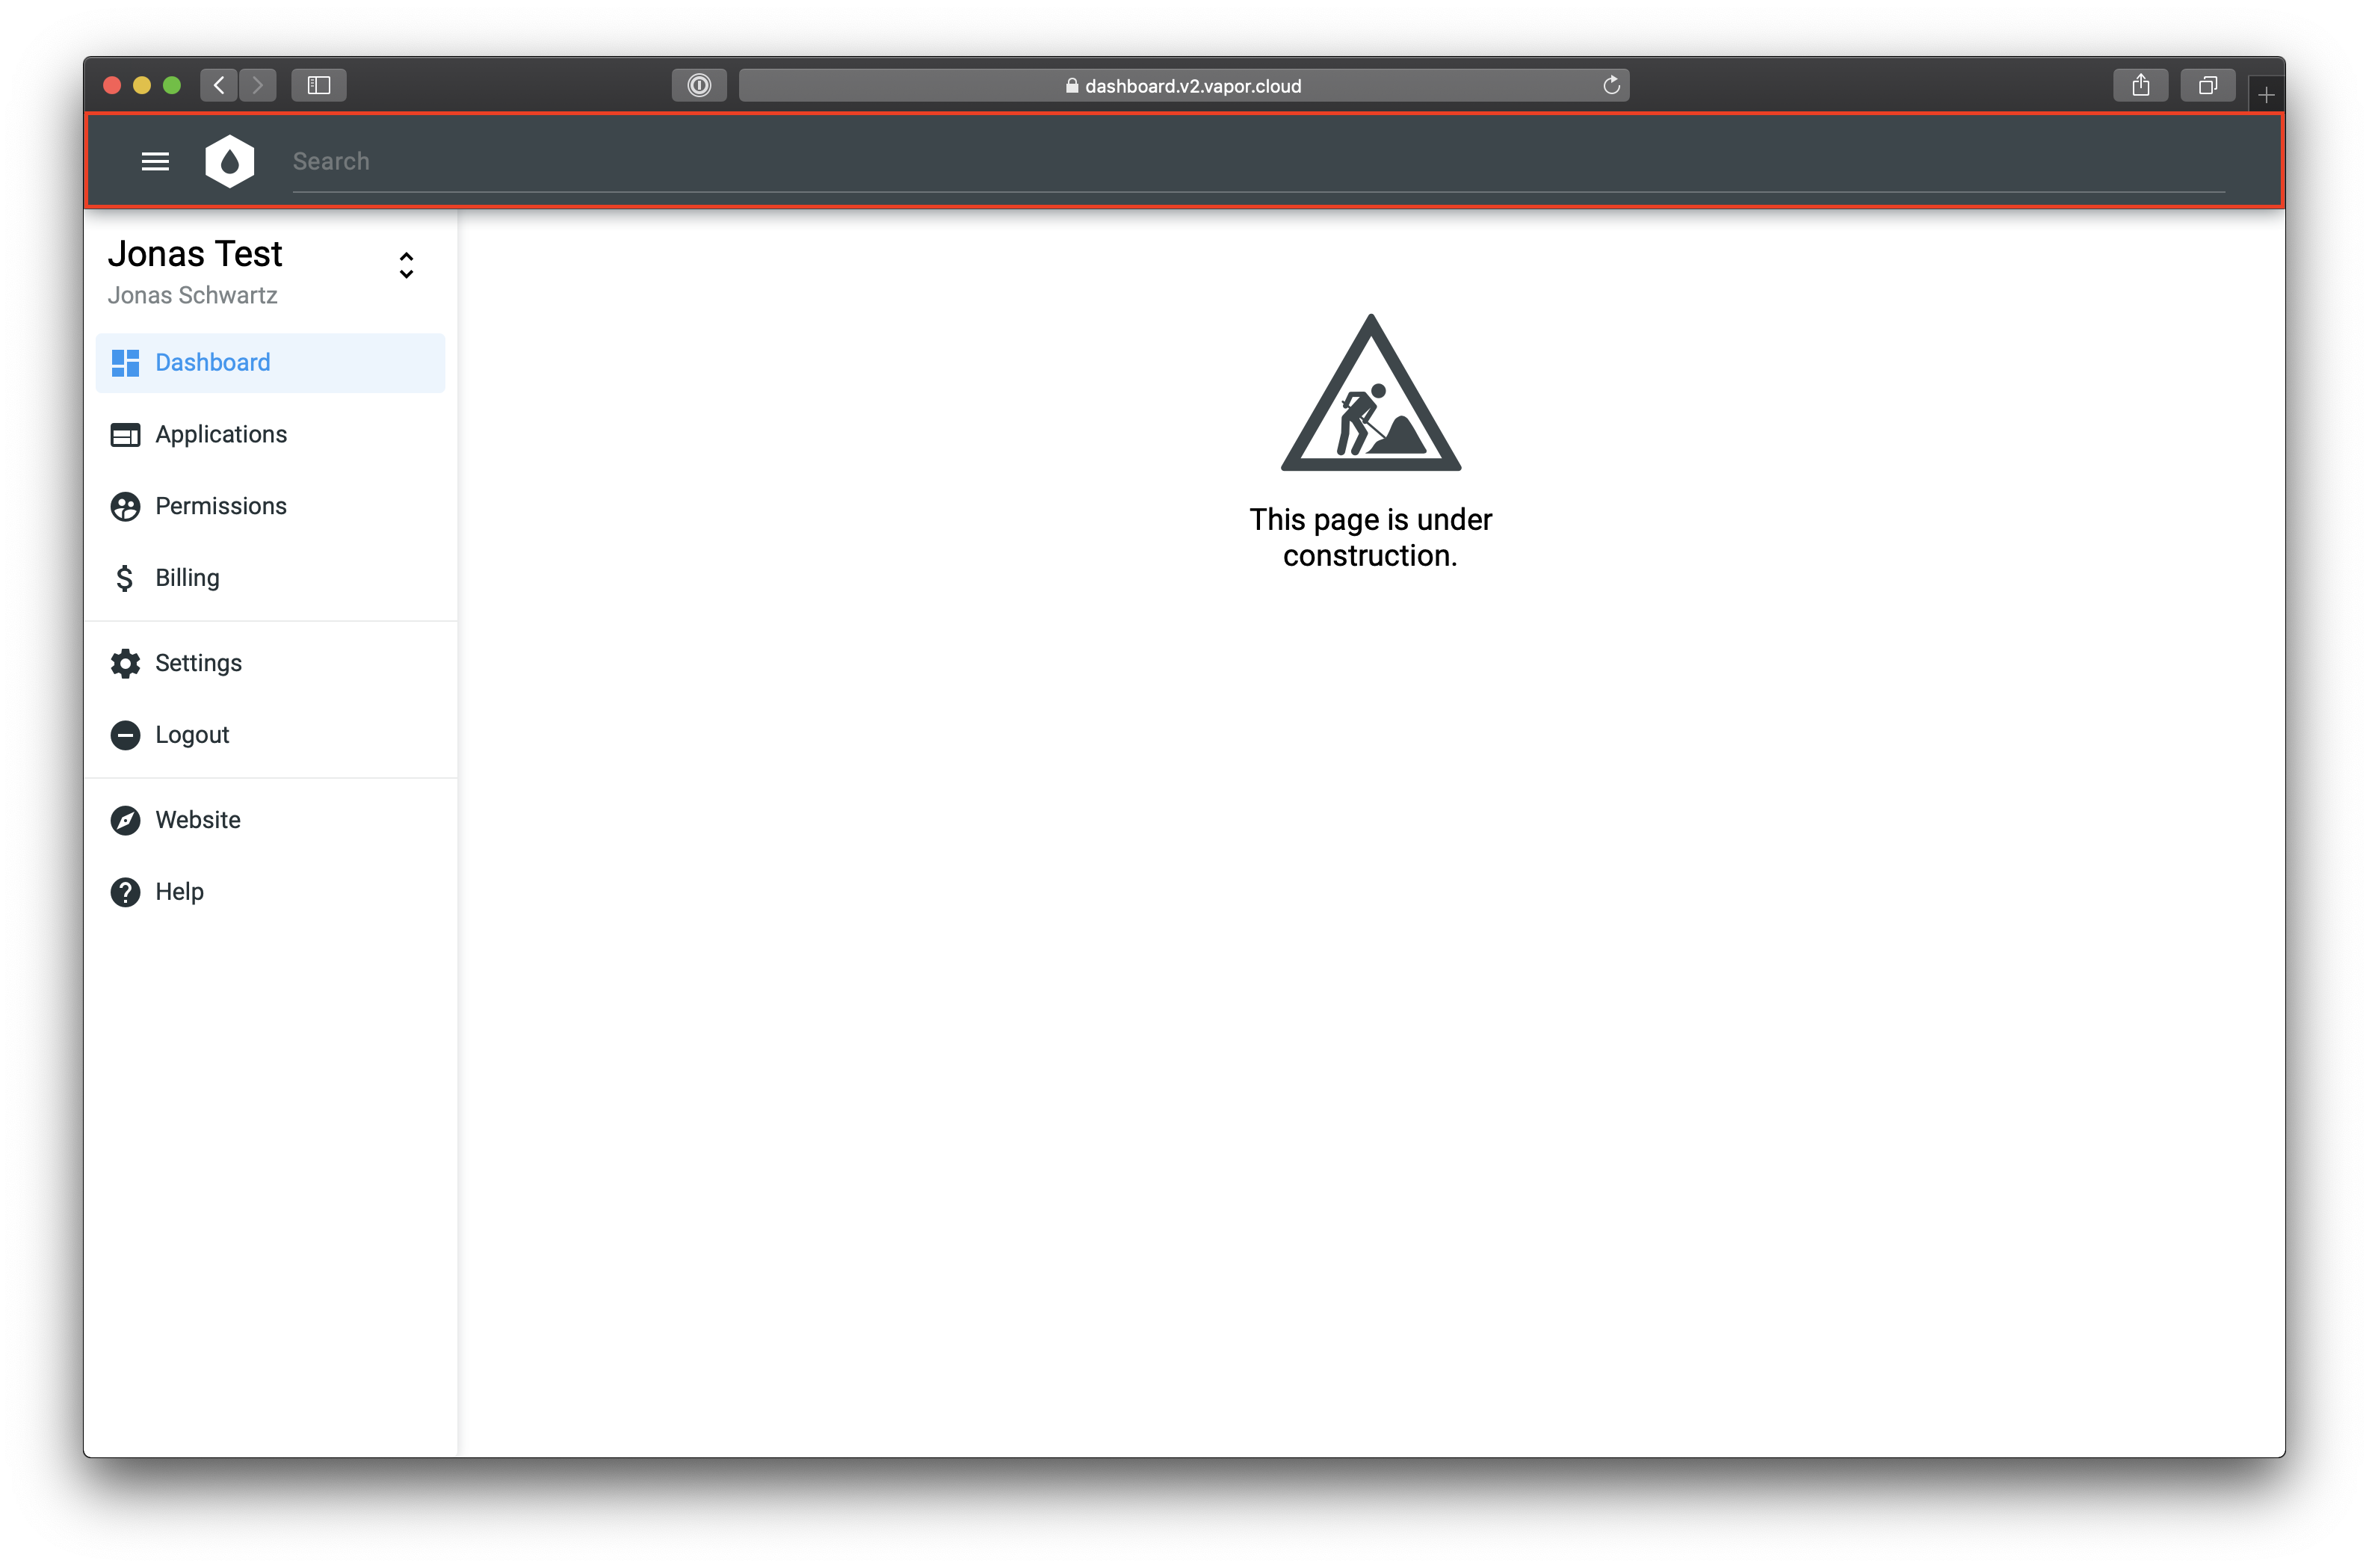 dashboard.v2.vapor.cloud
Search
Jonas Test
Jonas Schwartz
Dashboard
Applications
Permissions
Billing
Settings
Logout
Website
Help
This page is under
construction.